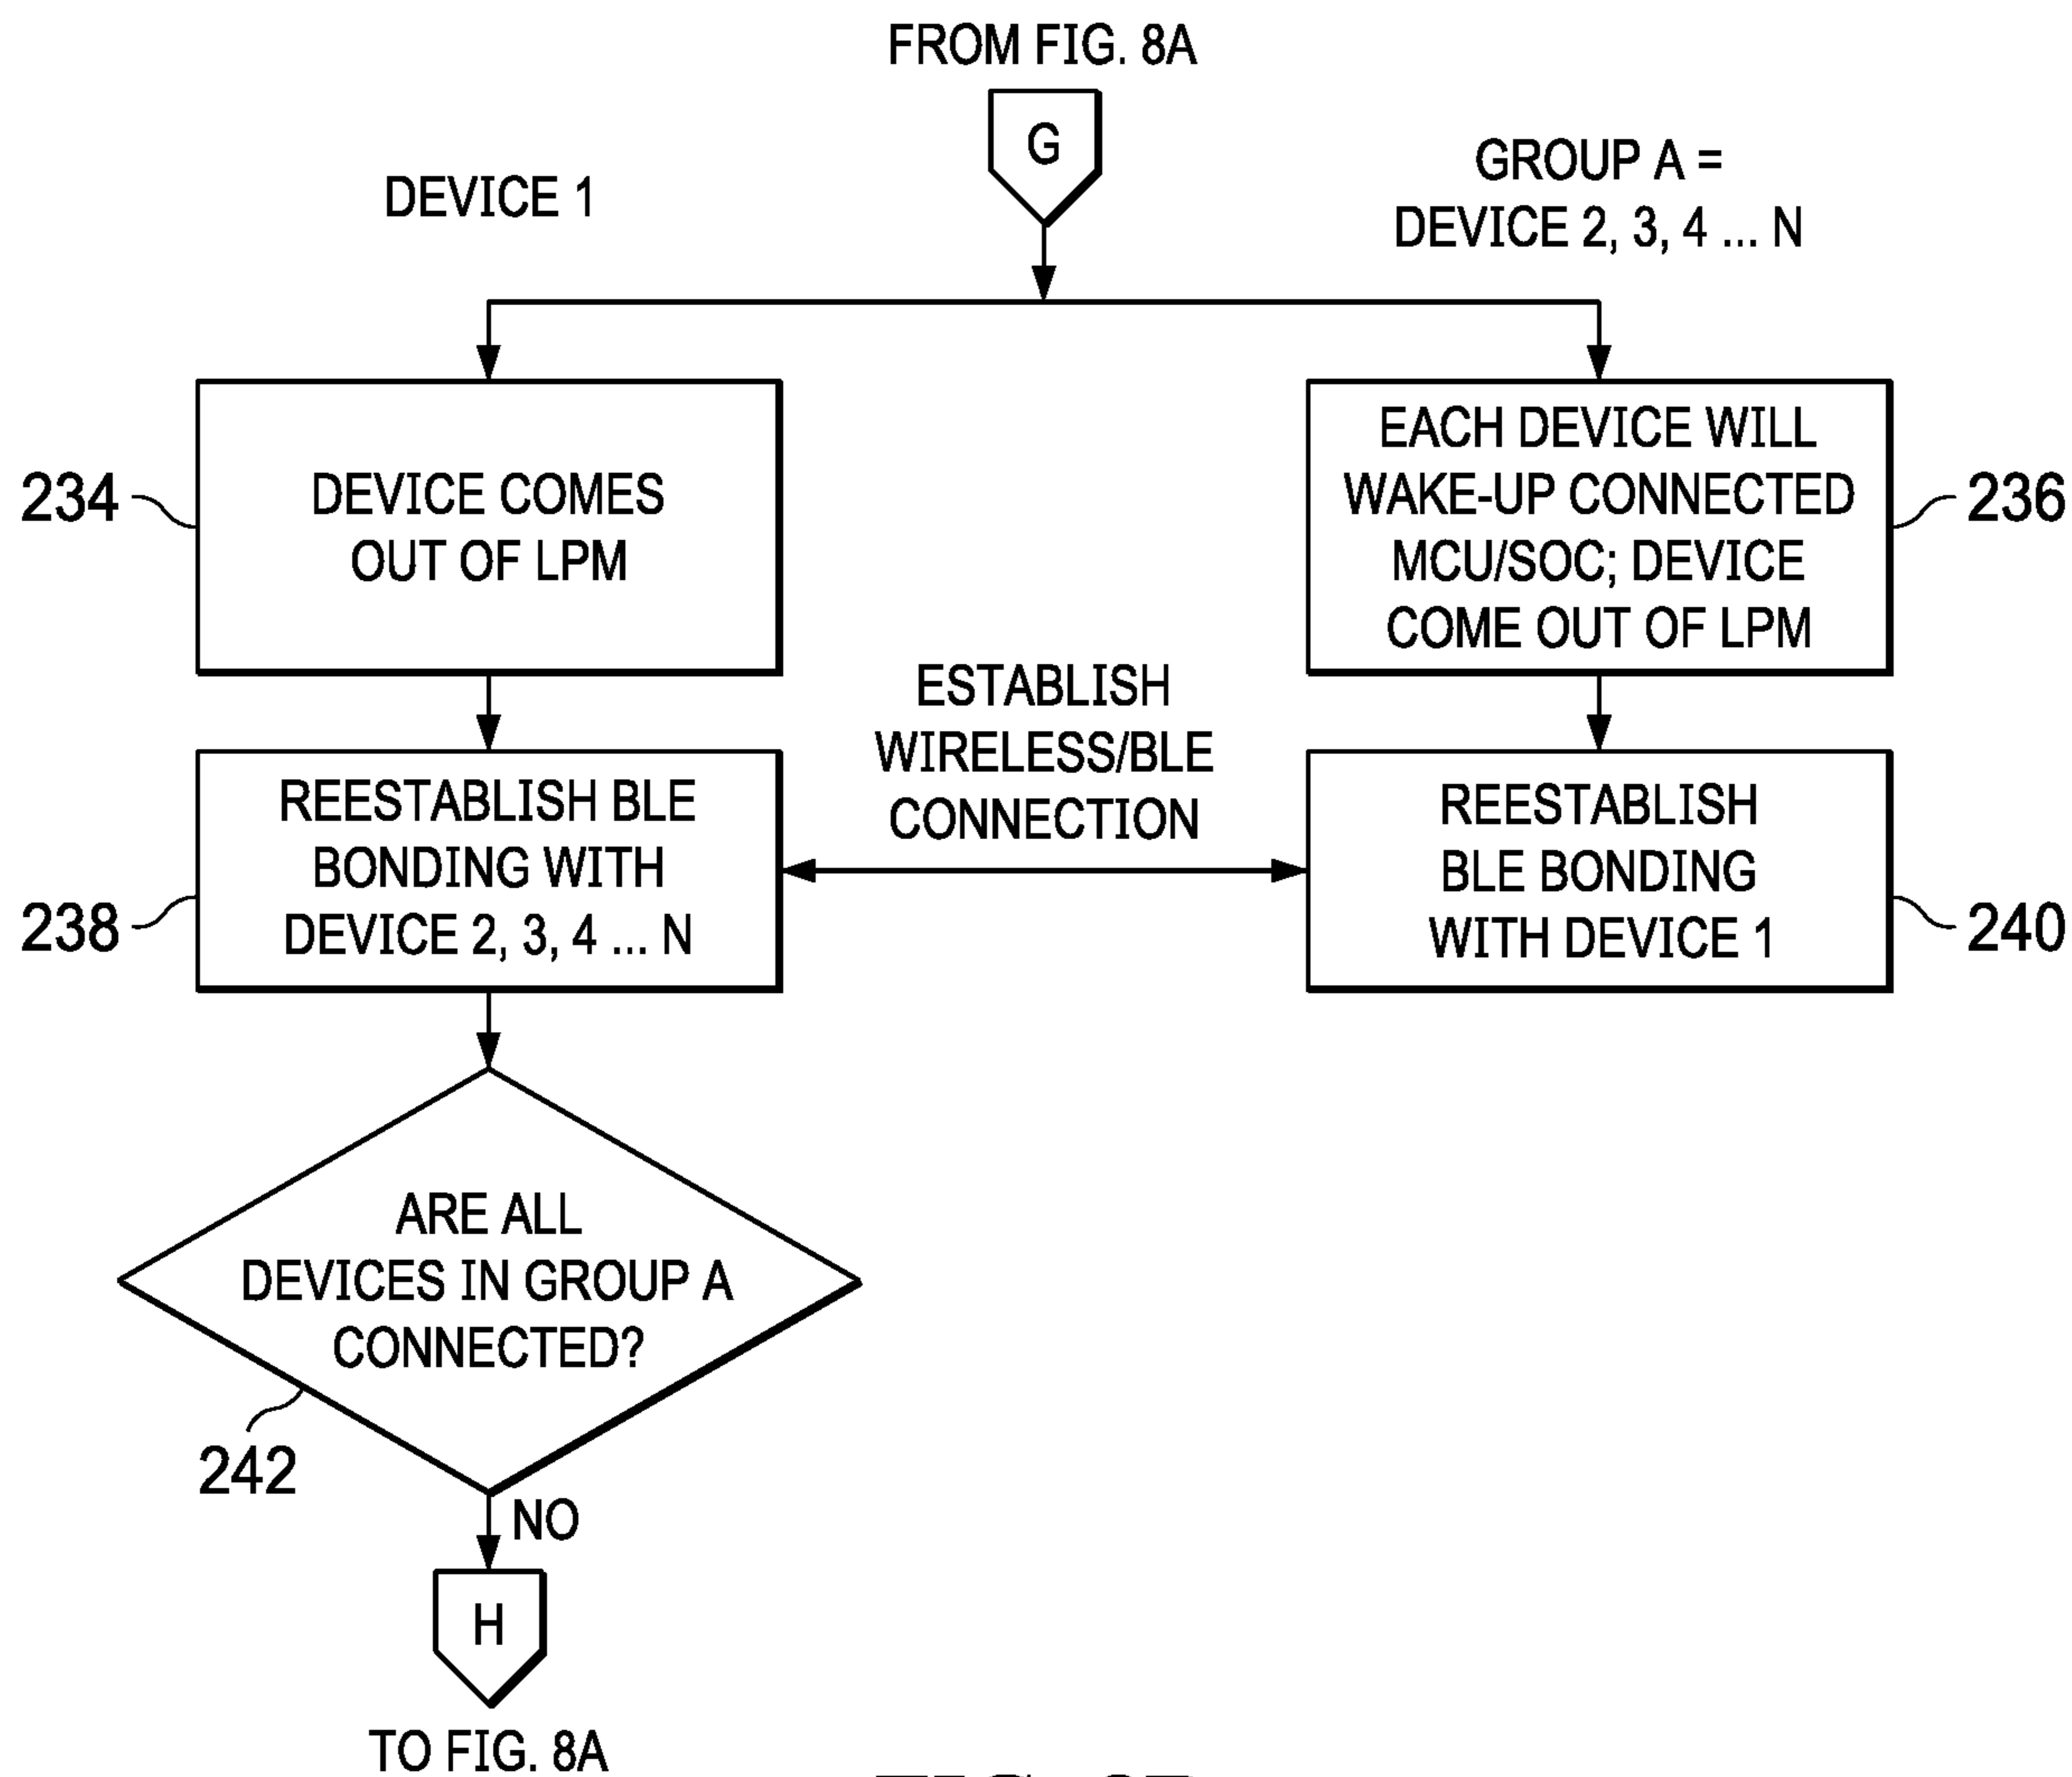 FROM FIG. 8A
G
DEVICE 1
GROUP A =
DEVICE 2, 3, 4 ... N
234
DEVICE COMES
OUT OF LPM
EACH DEVICE WILL
WAKE-UP CONNECTED
MCU/SOC; DEVICE
COME OUT OF LPM
236
ESTABLISH
WIRELESS/BLE
CONNECTION
238
REESTABLISH BLE
BONDING WITH
DEVICE 2, 3, 4 ... N
REESTABLISH
BLE BONDING
WITH DEVICE 1
240
ARE ALL
DEVICES IN GROUP A
CONNECTED?
242
NO
H
TO FIG. 8A